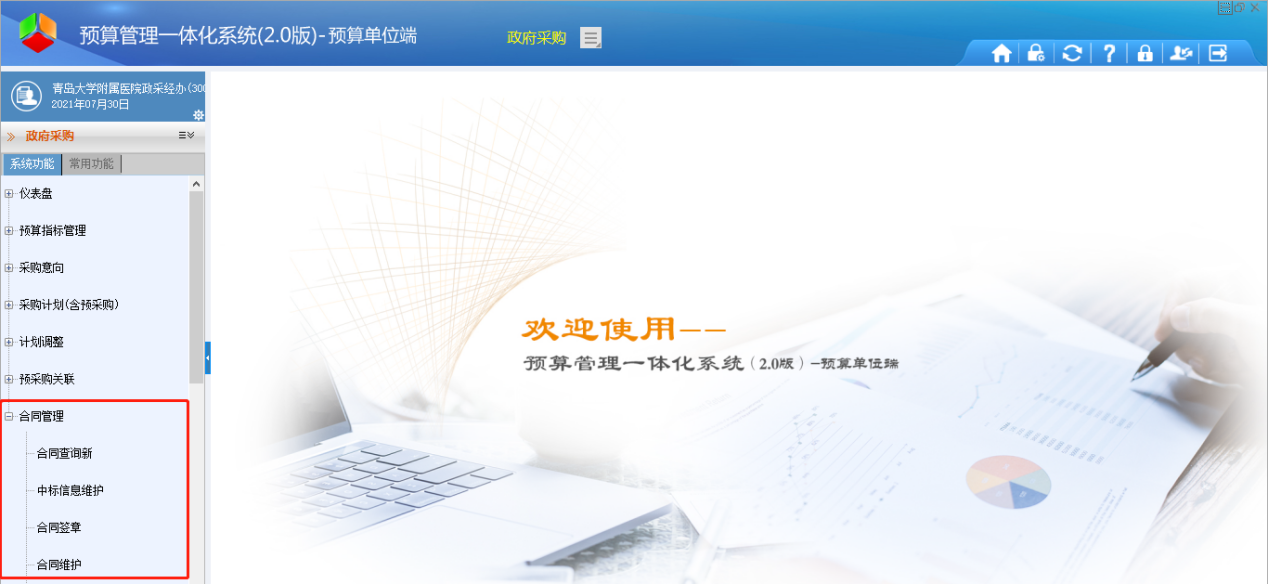 预算管理一体化系统(2.0版)-预算单位端
政府采购
青岛大学附属医院政采经办(300
2021年07月30日
政府采购
系统功能 常用功能
仪表盘
预算指标管理
采购意向
采购计划(含预采购)
计划调整
预采购关联
合同管理
合同查询新
中标信息维护
合同签章
合同维护
欢迎使用——
预算管理一体化系统(2.0版)-预算单位端